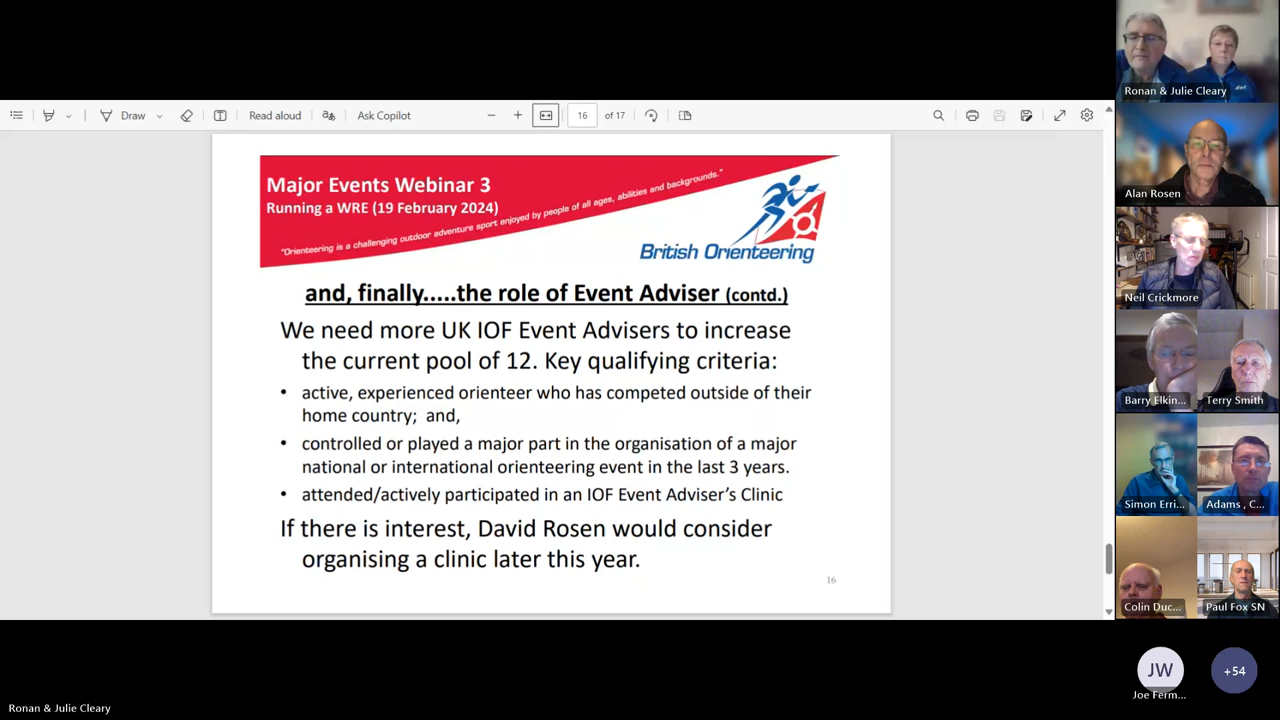 Draw
Read aloud
Ask Copilot
16
of 17
Major Events Webinar 3
Running a WRE (19 February 2024)
"Orienteering is a challenging outdoor adventure sport enjoyed by people of all ages, abilities and backgrounds."
British Orienteering
and, finally.....the role of Event Adviser (contd.)
We need more UK IOF Event Advisers to increase
the current pool of 12. Key qualifying criteria:
• active, experienced orienteer who has competed outside of their
home country; and,
• controlled or played a major part in the organisation of a major
national or international orienteering event in the last 3 years.
• attended/actively participated in an IOF Event Adviser's Clinic
If there is interest, David Rosen would consider
organising a clinic later this year.
16
Ronan & Julie Cleary
Alan Rosen
Neil Crickmore
Barry Elkin...
Terry Smith
Simon Erri...
Adams , C...
Colin Duc...
Paul Fox SN
JW
+54
Joe Ferm...
Ronan & Julie Cleary